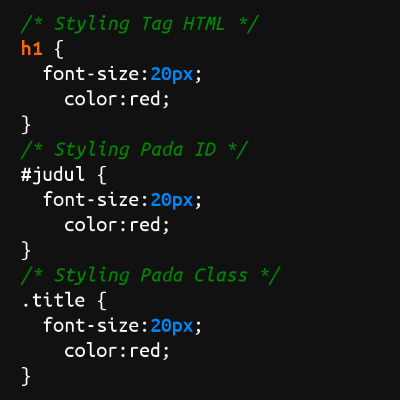 /* Styling Tag HTML */
h1 {
  font-size:20px;
    color:red;
}
/* Styling Pada ID */
#judul {
  font-size:20px;
    color:red;
}
/* Styling Pada Class */
.title {
  font-size:20px;
    color:red;
}